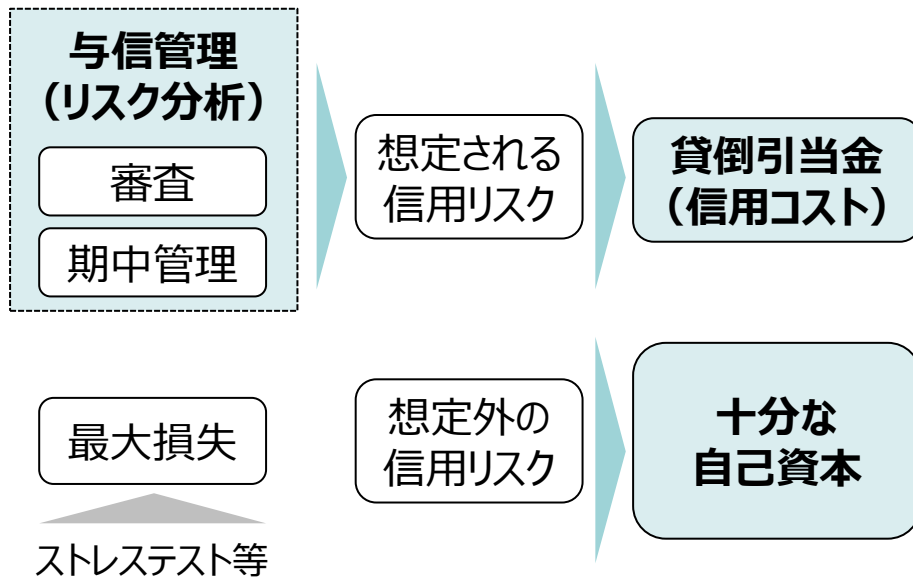 与信管理
（リスク分析）
審査
期中管理
想定される
信用リスク
貸倒引当金
（信用コスト）
最大損失
ストレステスト等
想定外の
信用リスク
十分な
自己資本